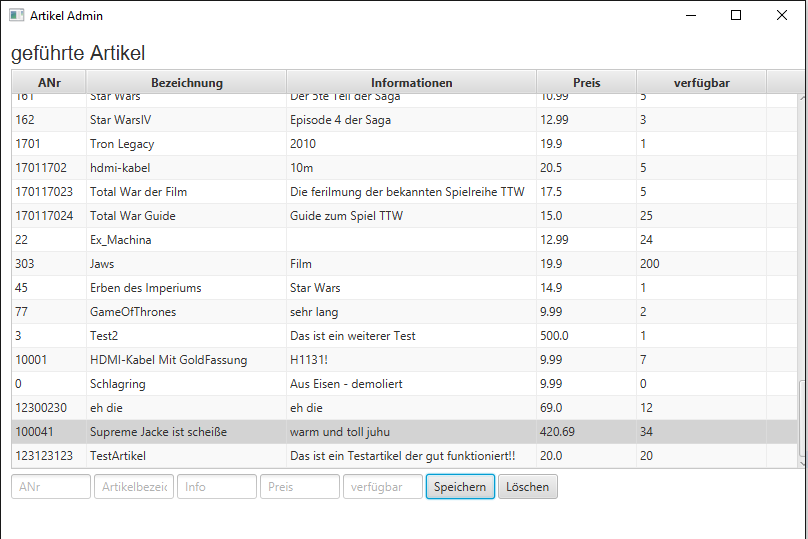 Artikel Admin
geführte Artikel
ANr Bezeichnung Informationen Preis verfügbar
161 Star Wars Der 5te Teil der Saga 10.99 5
162 Star WarsIV Episode 4 der Saga 12.99 3
1701 Tron Legacy 2010 19.9 1
17011702 hdmi-kabel 10m 20.5 5
170117023 Total War der Film Die ferilmung der bekannten Spielreihe TTW 17.5 5
170117024 Total War Guide Guide zum Spiel TTW 15.0 25
22 Ex_Machina 12.99 24
303 Jaws Film 19.9 200
45 Erben des Imperiums Star Wars 14.9 1
77 GameOfThrones sehr lang 9.99 2
3 Test2 Das ist ein weiterer Test 500.0 1
10001 HDMI-Kabel Mit GoldFassung H1131! 9.99 7
0 Schlagring Aus Eisen - demoliert 9.99 0
12300230 eh die eh die 69.0 12
100041 Supreme Jacke ist scheiße warm und toll juhu 420.69 34
123123123 TestArtikel Das ist ein Testartikel der gut funktioniert!! 20.0 20
ANr Artikelbezeic Info Preis verfügbar Speichern Löschen